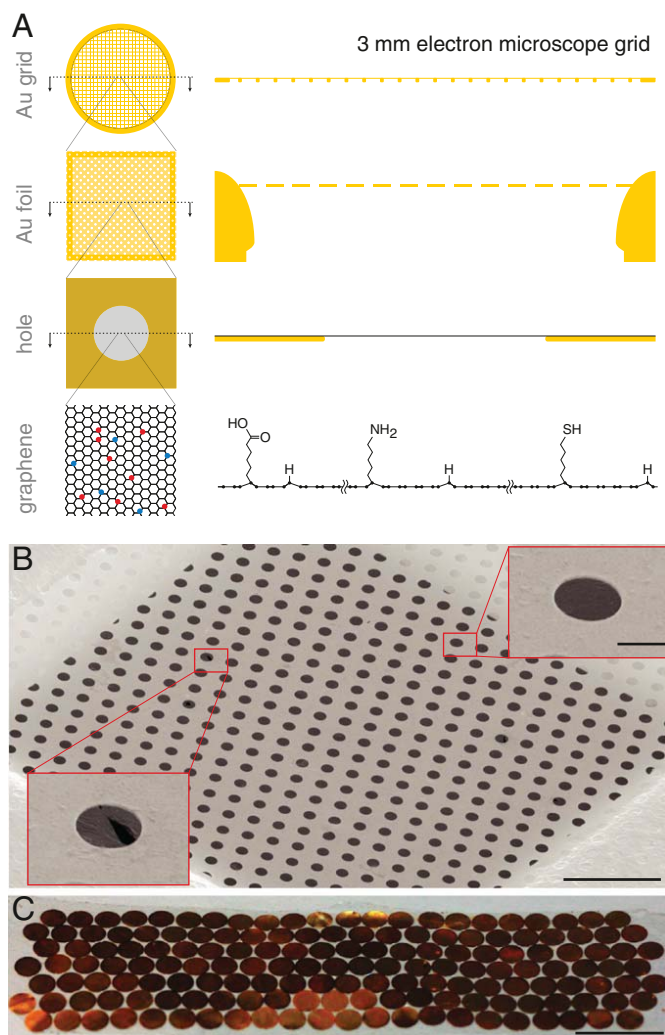 A
3 mm electron microscope grid
Au grid
Au foil
hole
graphene
HO
O
H
NH2
H
SH
H
B
C